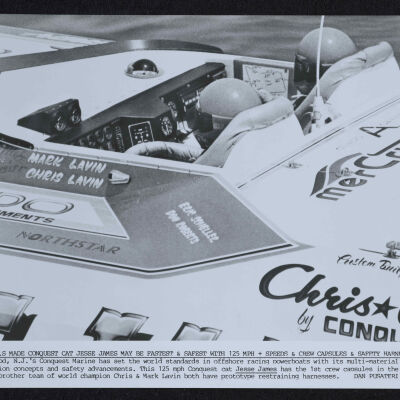 MARK LAVIN
CHRIS LAVIN
NORTHSTAR
BOB
DON ROBERTS
merC
A
Custom
Chris★C
by CONQU
MENTS
LS MADE CONQUEST CAT JESSE JAMES MAY BE FASTEST & SAFEST WITH 125 MPH + SPEEDS & CREW CAPSULES & SAFETY HARN
od, N.J.'s Conquest Marine has set the world standards in offshore racing powerboats with its multi-material
ion concepts and safety advancements. This 125 mph Conquest cat Jesse James has the 1st crew capsules in the
brother team of world champion Chris & Mark Lavin both have prototype restraining harnesses. DAN PUSATERI